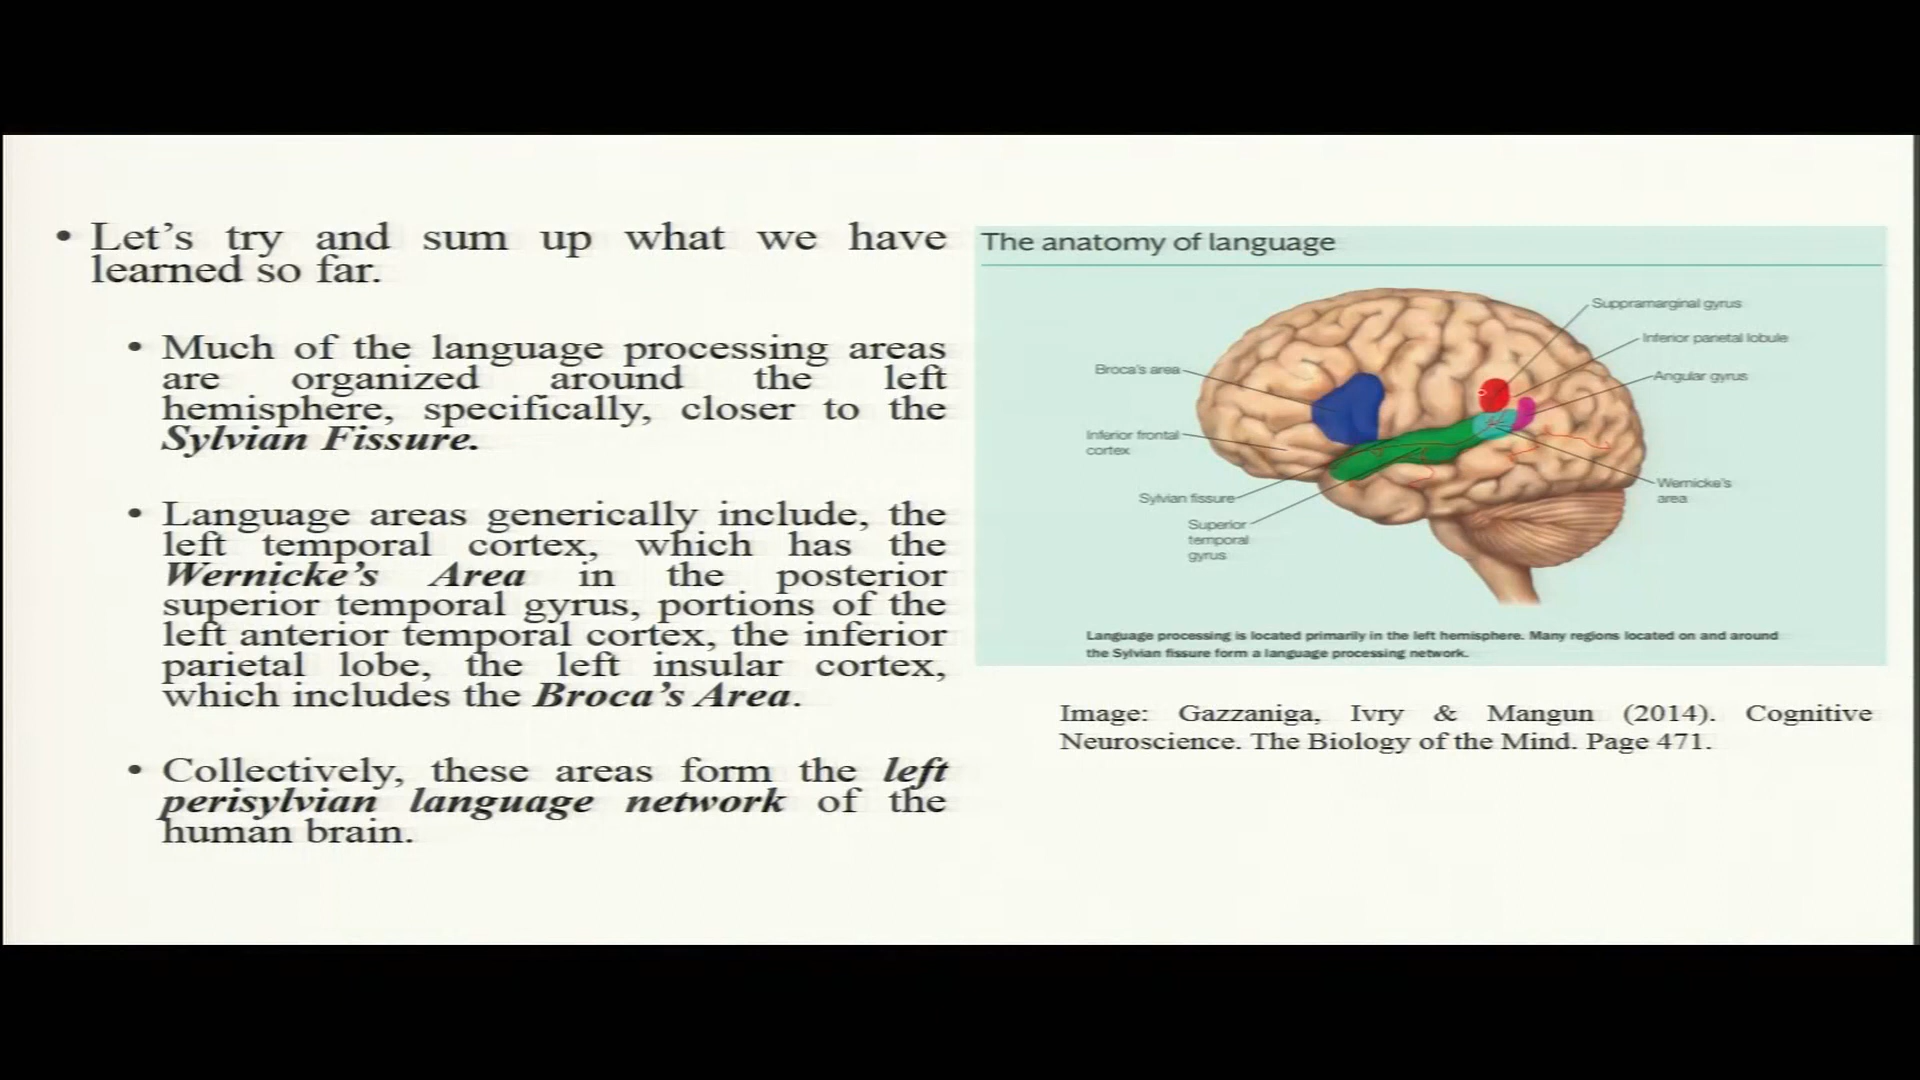 • Let's try and sum up what we have
learned so far.
• Much of the language processing areas
are organized around the left
hemisphere, specifically, closer to the
Sylvian Fissure.
• Language areas generically include, the
left temporal cortex, which has the
Wernicke's Area in the posterior
superior temporal gyrus, portions of the
left anterior temporal cortex, the inferior
parietal lobe, the left insular cortex,
which includes the Broca's Area.
• Collectively, these areas form the left
perisylvian language network of the
human brain.
The anatomy of language
Suppramarginal gyrus
Inferior parietal lobule
Broca's area
Angular gyrus
Inferior frontal
cortex
Wernicke's
area
Sylvian fissure
Superior
temporal
gyrus
Language processing is located primarily in the left hemisphere. Many regions located on and around
the Sylvian fissure form a language processing network.
Image: Gazzaniga, Ivry & Mangun (2014). Cognitive
Neuroscience. The Biology of the Mind. Page 471.